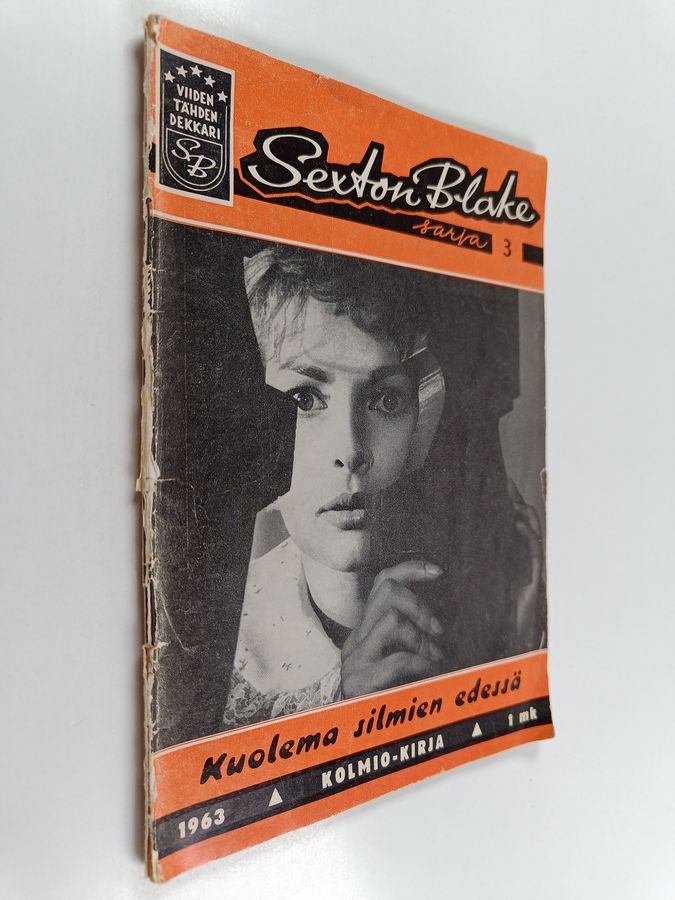 VIIDEN
TÄHDEN
DEKKARI
SB
Sexton Blake
sarja 3
Kuolema silmien edessä
1963 KOLMIO-KIRJA 1 mk